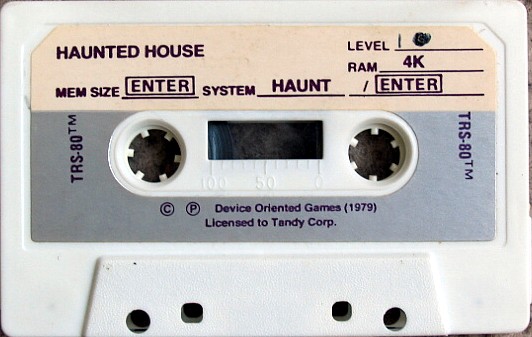 HAUNTED HOUSE
LEVEL I
RAM 4K
MEM SIZE ENTER SYSTEM HAUNT / ENTER
TRS-80™
TRS-80™
100 50 0
© Ⓟ Device Oriented Games (1979)
Licensed to Tandy Corp.